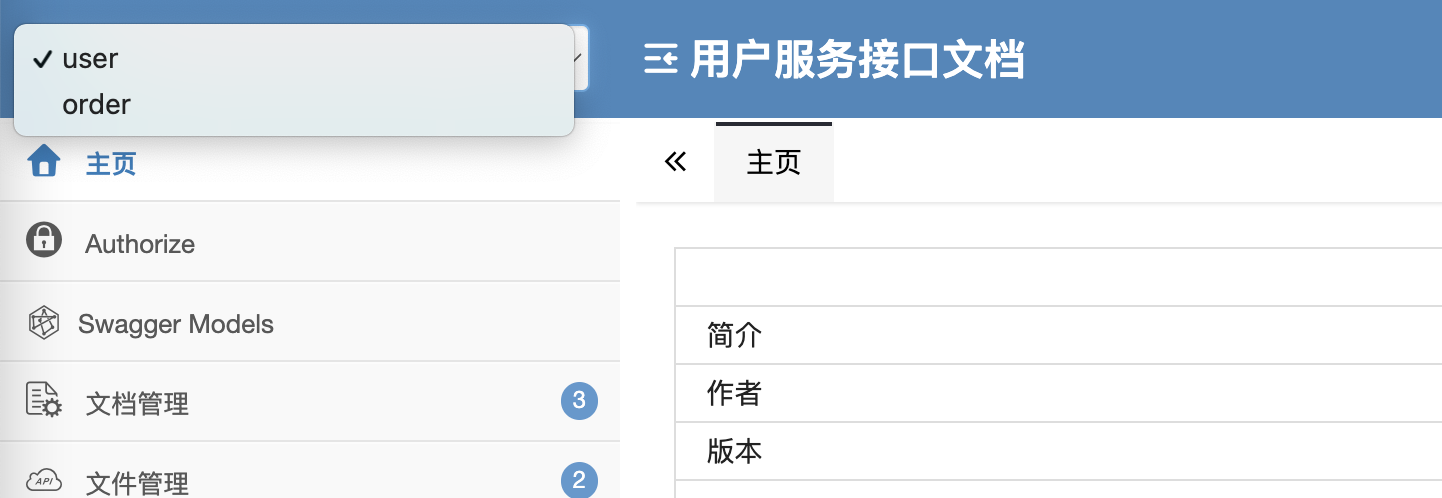 user
order
用户服务接口文档
主页
Authorize
Swagger Models
文档管理 3
API 文件管理 2
主页
简介
作者
版本